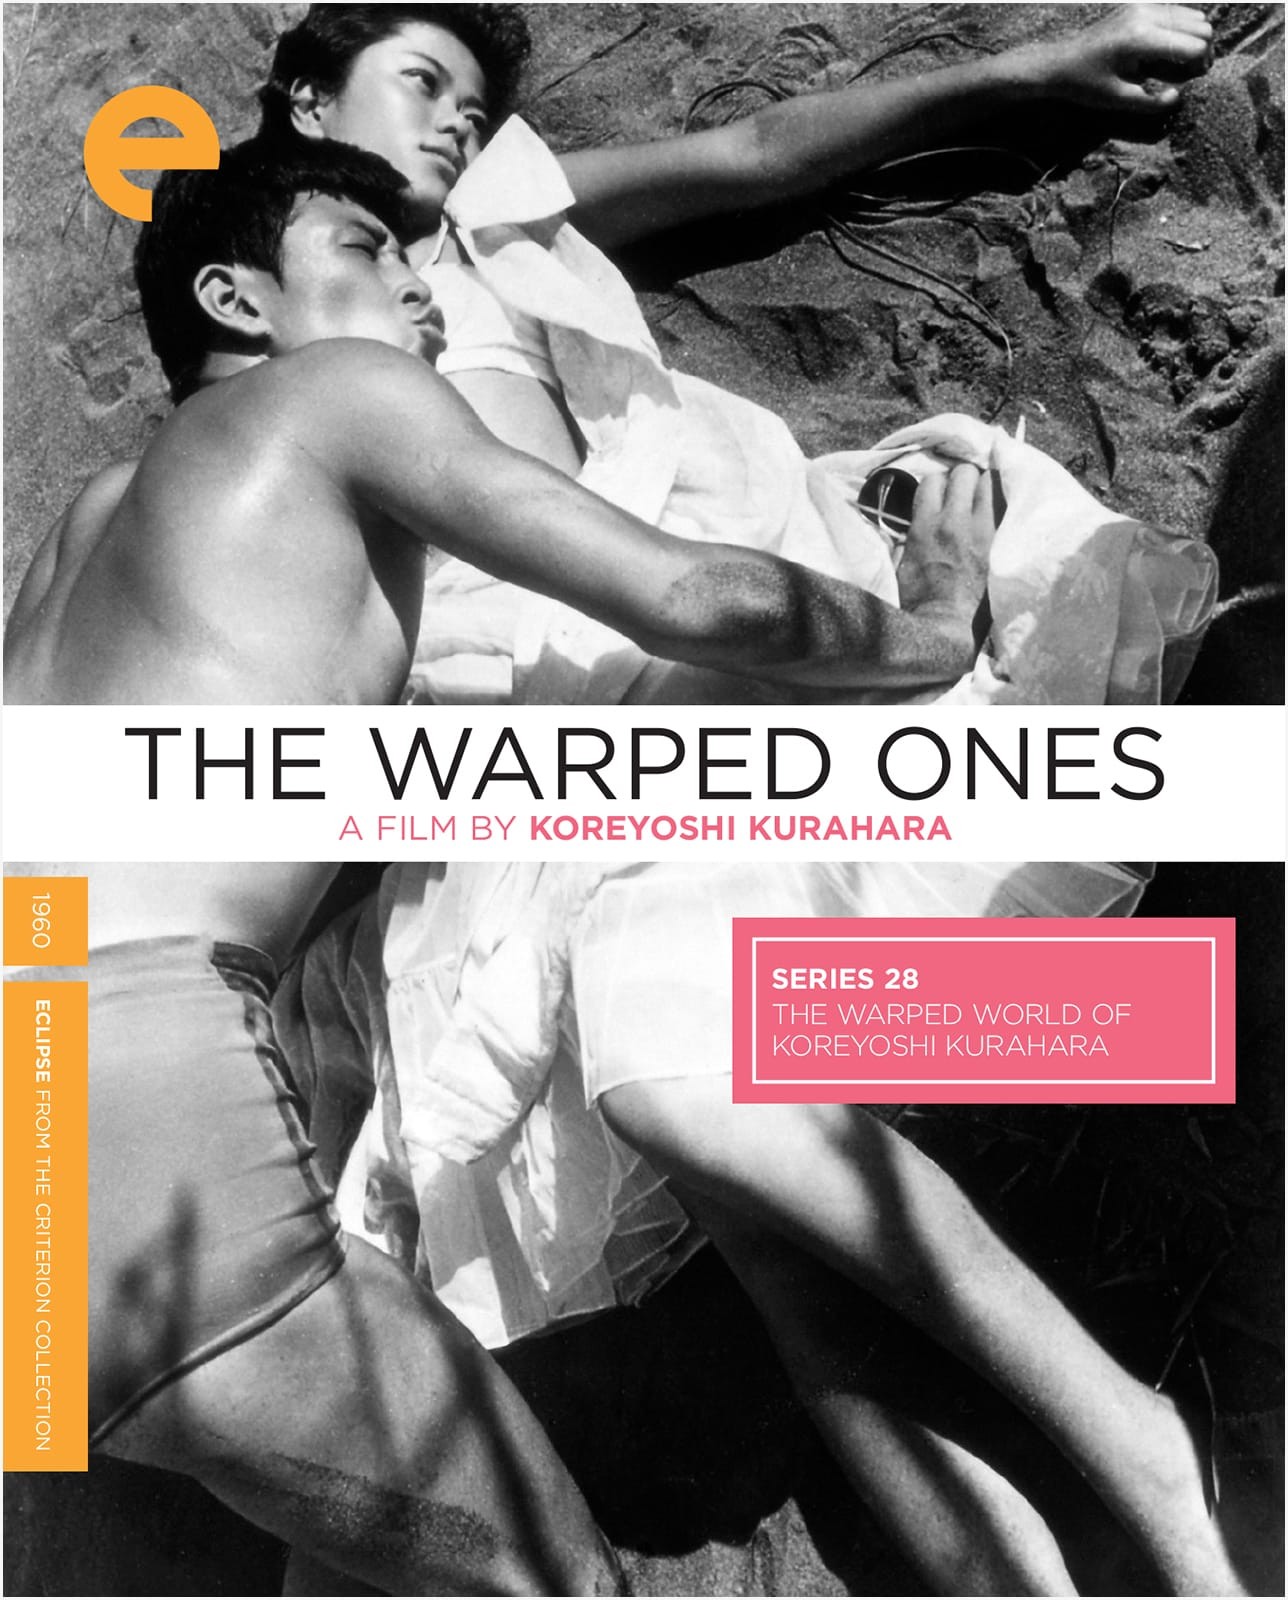 e
THE WARPED ONES
A FILM BY KOREYOSHI KURAHARA
1960
ECLIPSE FROM THE CRITERION COLLECTION
SERIES 28
THE WARPED WORLD OF
KOREYOSHI KURAHARA